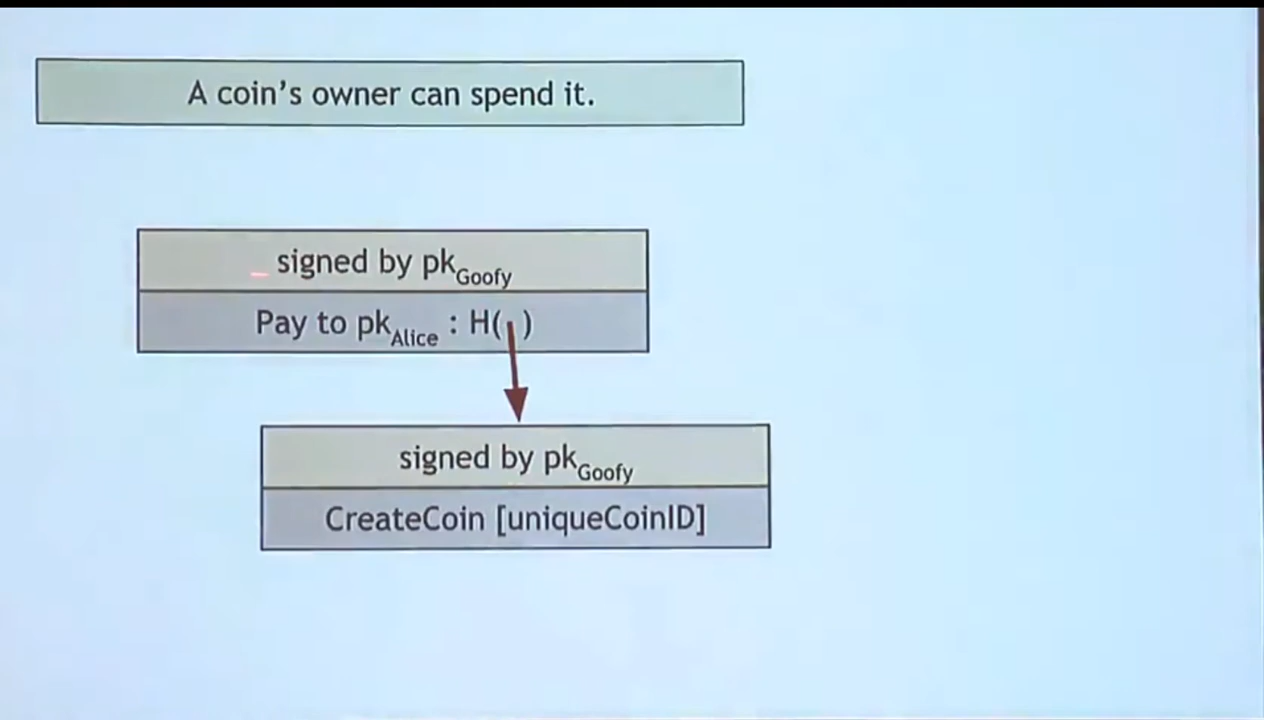 A coin's owner can spend it.
signed by pkGoofy
Pay to pkAlice : H( )
signed by pkGoofy
CreateCoin [uniqueCoinID]